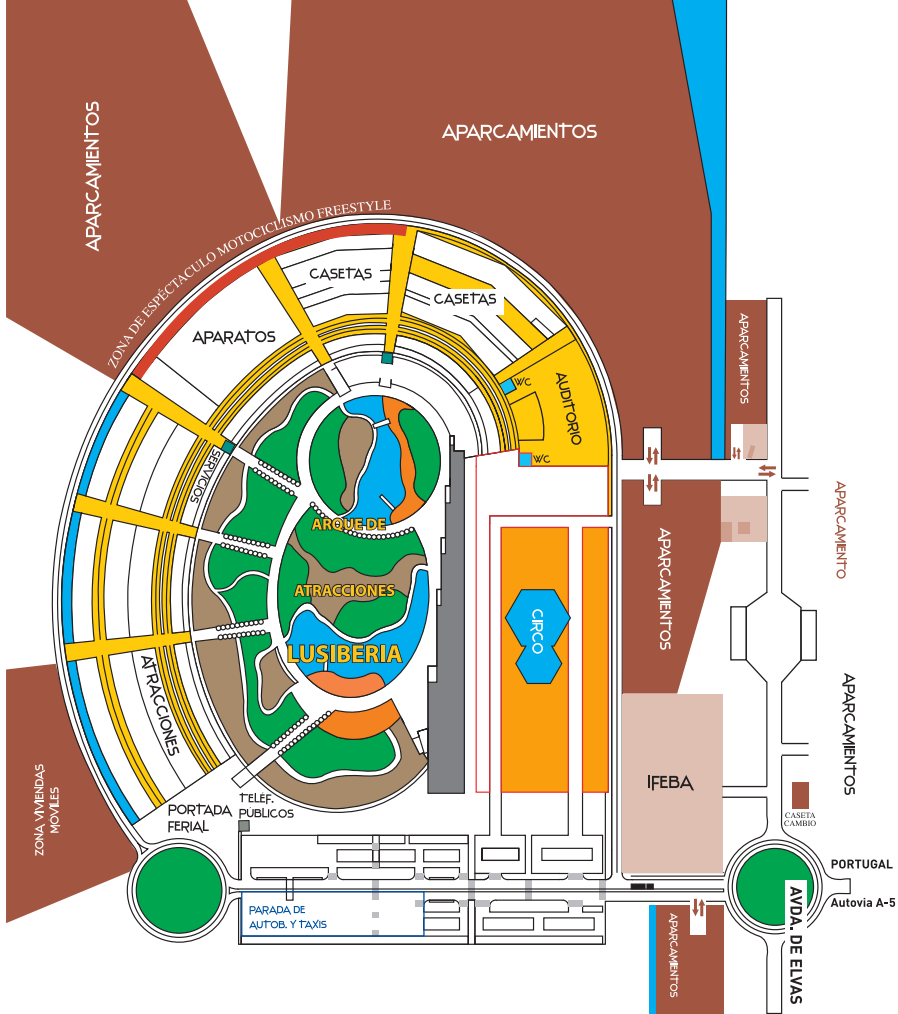 APARCAMIENTOS
APARCAMIENTOS
ZONA DE ESPÉCTACULO MOTOCICLISMO FREESTYLE
CASETAS
CASETAS
APARATOS
APARCAMIENTOS
AUDITORIO
WC
WC
SERVICIOS
APARCAMIENTO
ARQUE DE
ATRACCIONES
LUSIBERIA
CIRCO
APARCAMIENTOS
ATRACCIONES
APARCAMIENTOS
IFEBA
ZONA VIVIENDAS
MOVILES
PORTADA
FERIAL
TELEF.
PÚBLICOS
CASETA
CAMBIO
PORTUGAL
Autovia A-5
AVDA. DE ELVAS
PARADA DE
AUTOB. Y TAXIS
APARCAMIENTOS